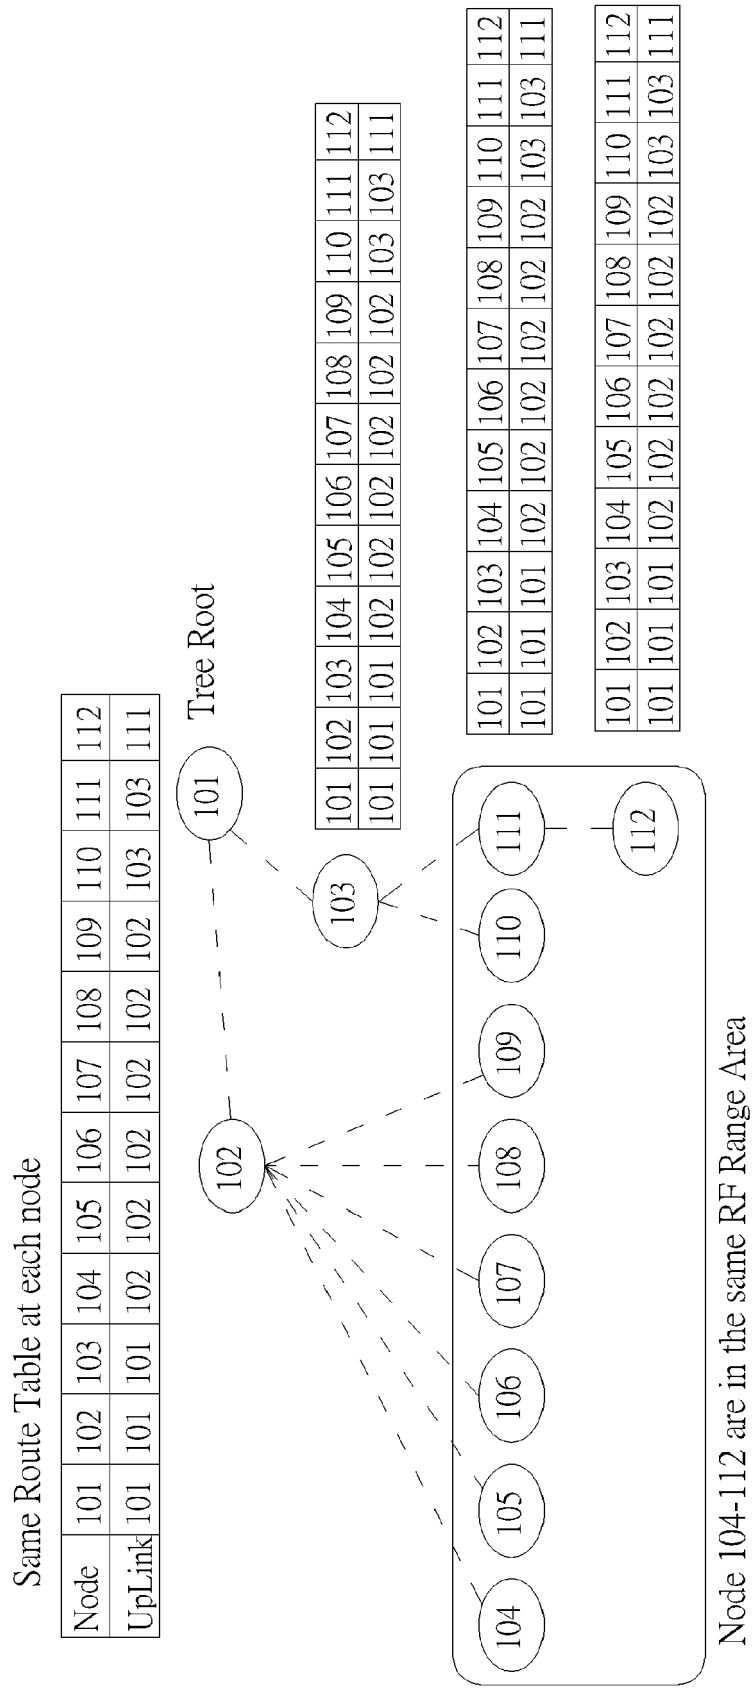 Same Route Table at each node
Node 101 102 103 104 105 106 107 108 109 110 111 112
UpLink 101 101 101 102 102 102 102 102 102 103 103 111
101 Tree Root
102
103
101 102 103 104 105 106 107 108 109 110 111 112
101 101 101 102 102 102 102 102 102 103 103 111
104 105 106 107 108 109 110 111
101 102 103 104 105 106 107 108 109 110 111 112
101 101 101 102 102 102 102 102 102 103 103 111
112
101 102 103 104 105 106 107 108 109 110 111 112
101 101 101 102 102 102 102 102 102 103 103 111
Node 104-112 are in the same RF Range Area